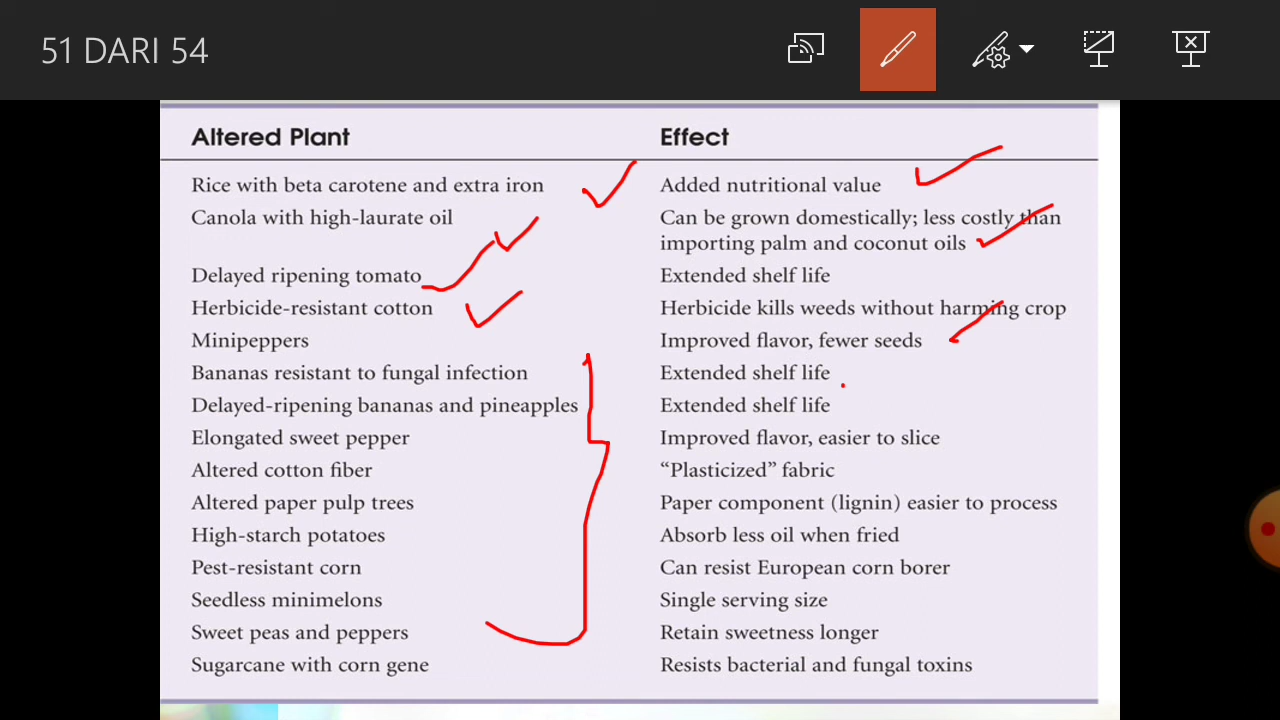 51 DARI 54
Altered Plant Effect
Rice with beta carotene and extra iron Added nutritional value
Canola with high-laurate oil Can be grown domestically; less costly than
importing palm and coconut oils
Delayed ripening tomato Extended shelf life
Herbicide-resistant cotton Herbicide kills weeds without harming crop
Minipeppers Improved flavor, fewer seeds
Bananas resistant to fungal infection Extended shelf life
Delayed-ripening bananas and pineapples Extended shelf life
Elongated sweet pepper Improved flavor, easier to slice
Altered cotton fiber “Plasticized” fabric
Altered paper pulp trees Paper component (lignin) easier to process
High-starch potatoes Absorb less oil when fried
Pest-resistant corn Can resist European corn borer
Seedless minimelons Single serving size
Sweet peas and peppers Retain sweetness longer
Sugarcane with corn gene Resists bacterial and fungal toxins